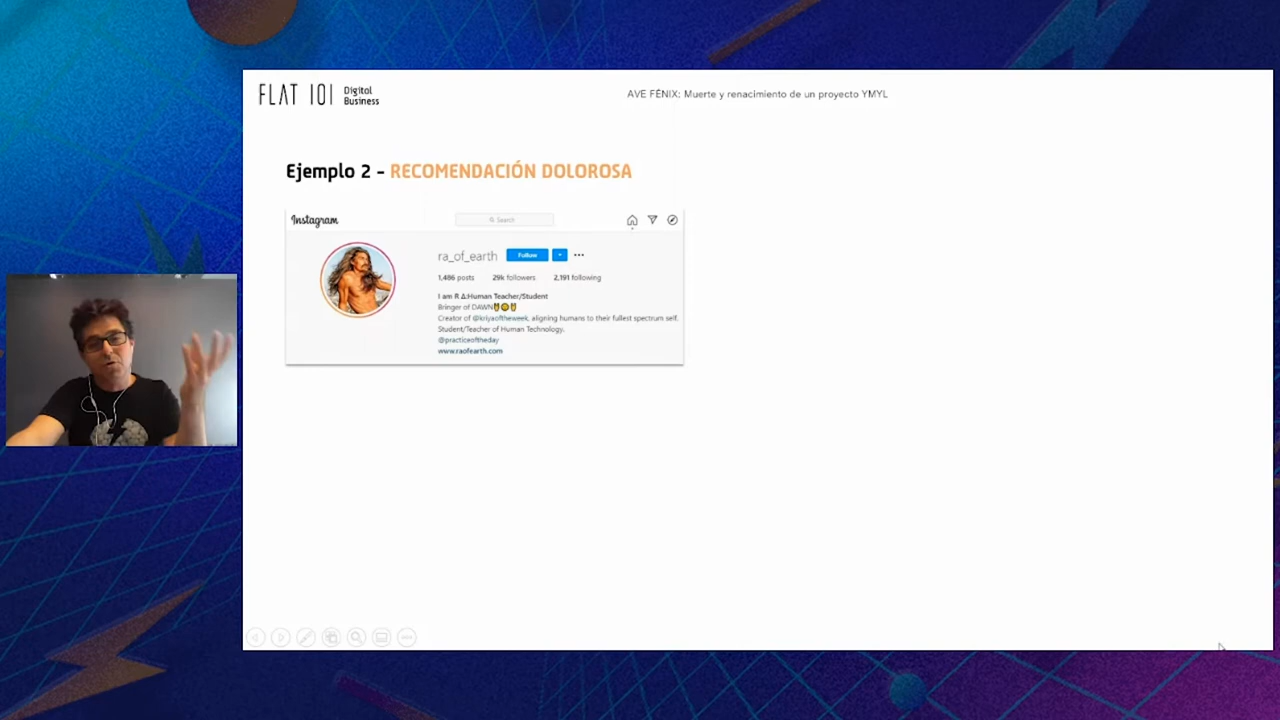 FLAT 101 Digital Business
AVE FÉNIX: Muerte y renacimiento de un proyecto YMYL
Ejemplo 2 - RECOMENDACIÓN DOLOROSA
Instagram
Search
ra_of_earth Follow
1,486 posts 29k followers 2,191 following
I am R Δ:Human Teacher/Student
Bringer of DAWN
Creator of @kriyaoftheweek, aligning humans to their fullest spectrum self.
Student/Teacher of Human Technology.
@practiceoftheday
www.raofearth.com